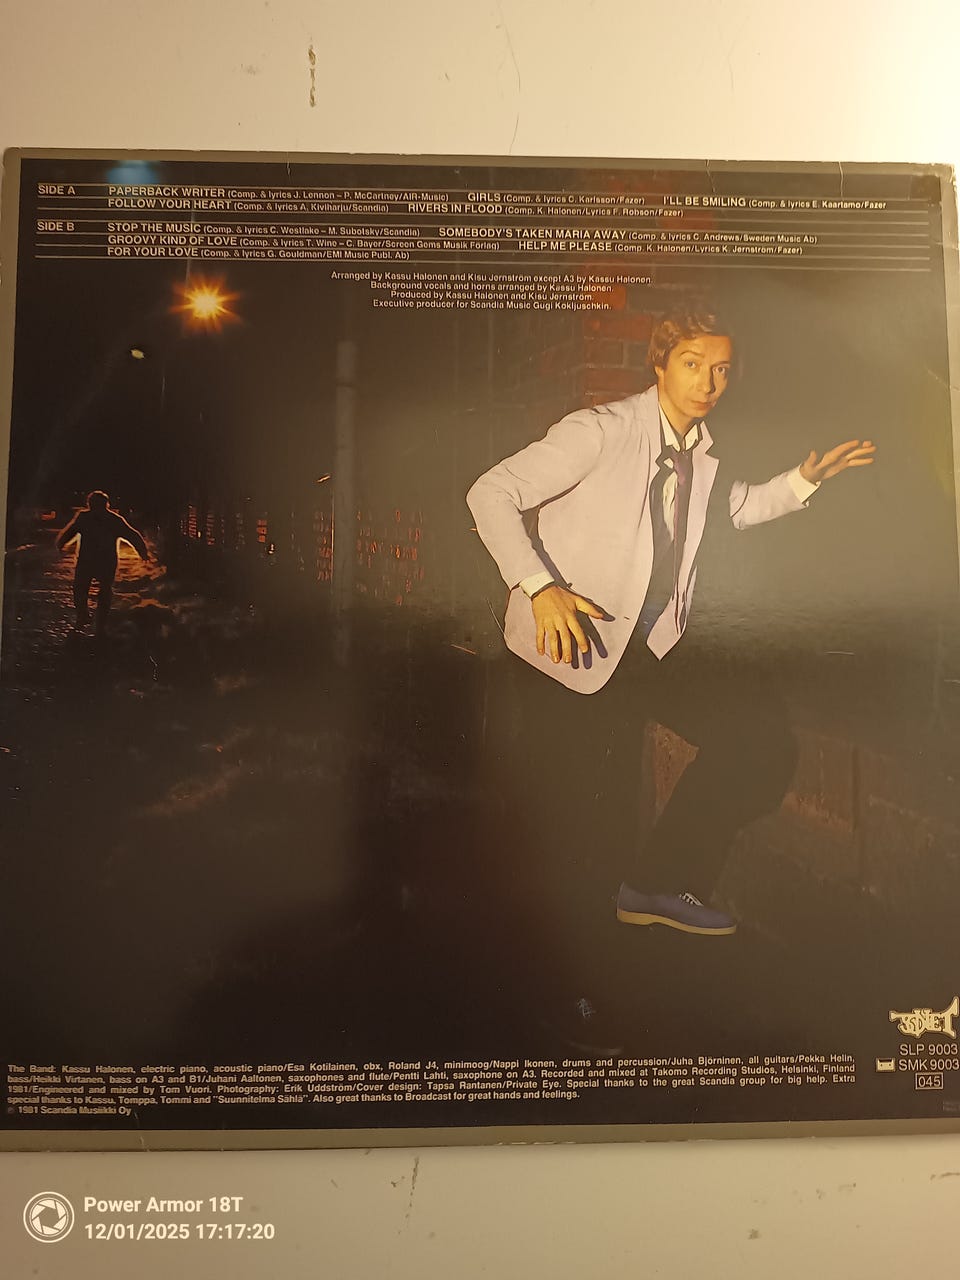 SIDE A PAPERBACK WRITER (Comp. & lyrics J. Lennon – P. McCartney/AIR-Music) GIRLS (Comp. & lyrics C. Karlsson/Fazer) I'LL BE SMILING (Comp. & lyrics E. Kaartamo/Fazer
FOLLOW YOUR HEART (Comp. & lyrics A. Kiviharju/Scandia) RIVERS IN FLOOD (Comp. K. Halonen/Lyrics F. Robson/Fazer)
SIDE B STOP THE MUSIC (Comp. & lyrics C. Westlake – M. Subotsky/Scandia) SOMEBODY'S TAKEN MARIA AWAY (Comp. & lyrics C. Andrews/Sweden Music Ab)
GROOVY KIND OF LOVE (Comp. & lyrics T. Wine – C. Bayer/Screen Gems Musik Förlag) HELP ME PLEASE (Comp. K. Halonen/Lyrics K. Jernström/Fazer)
FOR YOUR LOVE (Comp. & lyrics G. Gouldman/EMI Music Publ. Ab)
Arranged by Kassu Halonen and Kisu Jernström except A3 by Kassu Halonen.
Background vocals and horns arranged by Kassu Halonen.
Produced by Kassu Halonen and Kisu Jernström.
Executive producer for Scandia Music Gugi Kokljuschkin.
3DNET
SLP 9003
SMK 9003
045
The Band: Kassu Halonen, electric piano, acoustic piano/Esa Kotilainen, obx, Roland J4, minimoog/Nappi Ikonen, drums and percussion/Juha Björninen, all guitars/Pekka Helin,
bass/Heikki Virtanen, bass on A3 and B1/Juhani Aaltonen, saxophones and flute/Pentti Lahti, saxophone on A3. Recorded and mixed at Takomo Recording Studios, Helsinki, Finland
1981/Engineered and mixed by Tom Vuori. Photography: Erik Uddström/Cover design: Tapsa Rantanen/Private Eye. Special thanks to the great Scandia group for big help. Extra
special thanks to Kassu, Tomppa, Tommi and "Suunnitelma Sähla". Also great thanks to Broadcast for great hands and feelings.
℗ 1981 Scandia Musiikki Oy
Power Armor 18T
12/01/2025 17:17:20